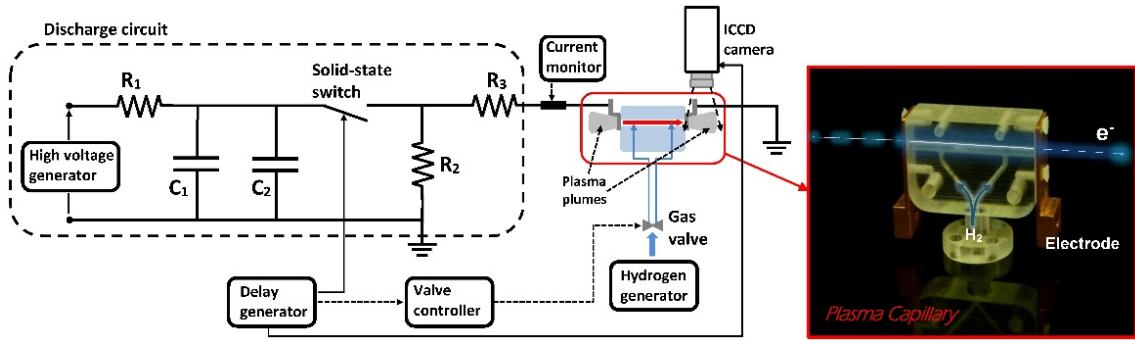 Discharge circuit
R1
Solid-state
switch
R3
Current
monitor
ICCD
camera
High voltage
generator
C1
C2
R2
Plasma
plumes
Gas
valve
Delay
generator
Valve
controller
Hydrogen
generator
e-
H2
Electrode
Plasma Capillary